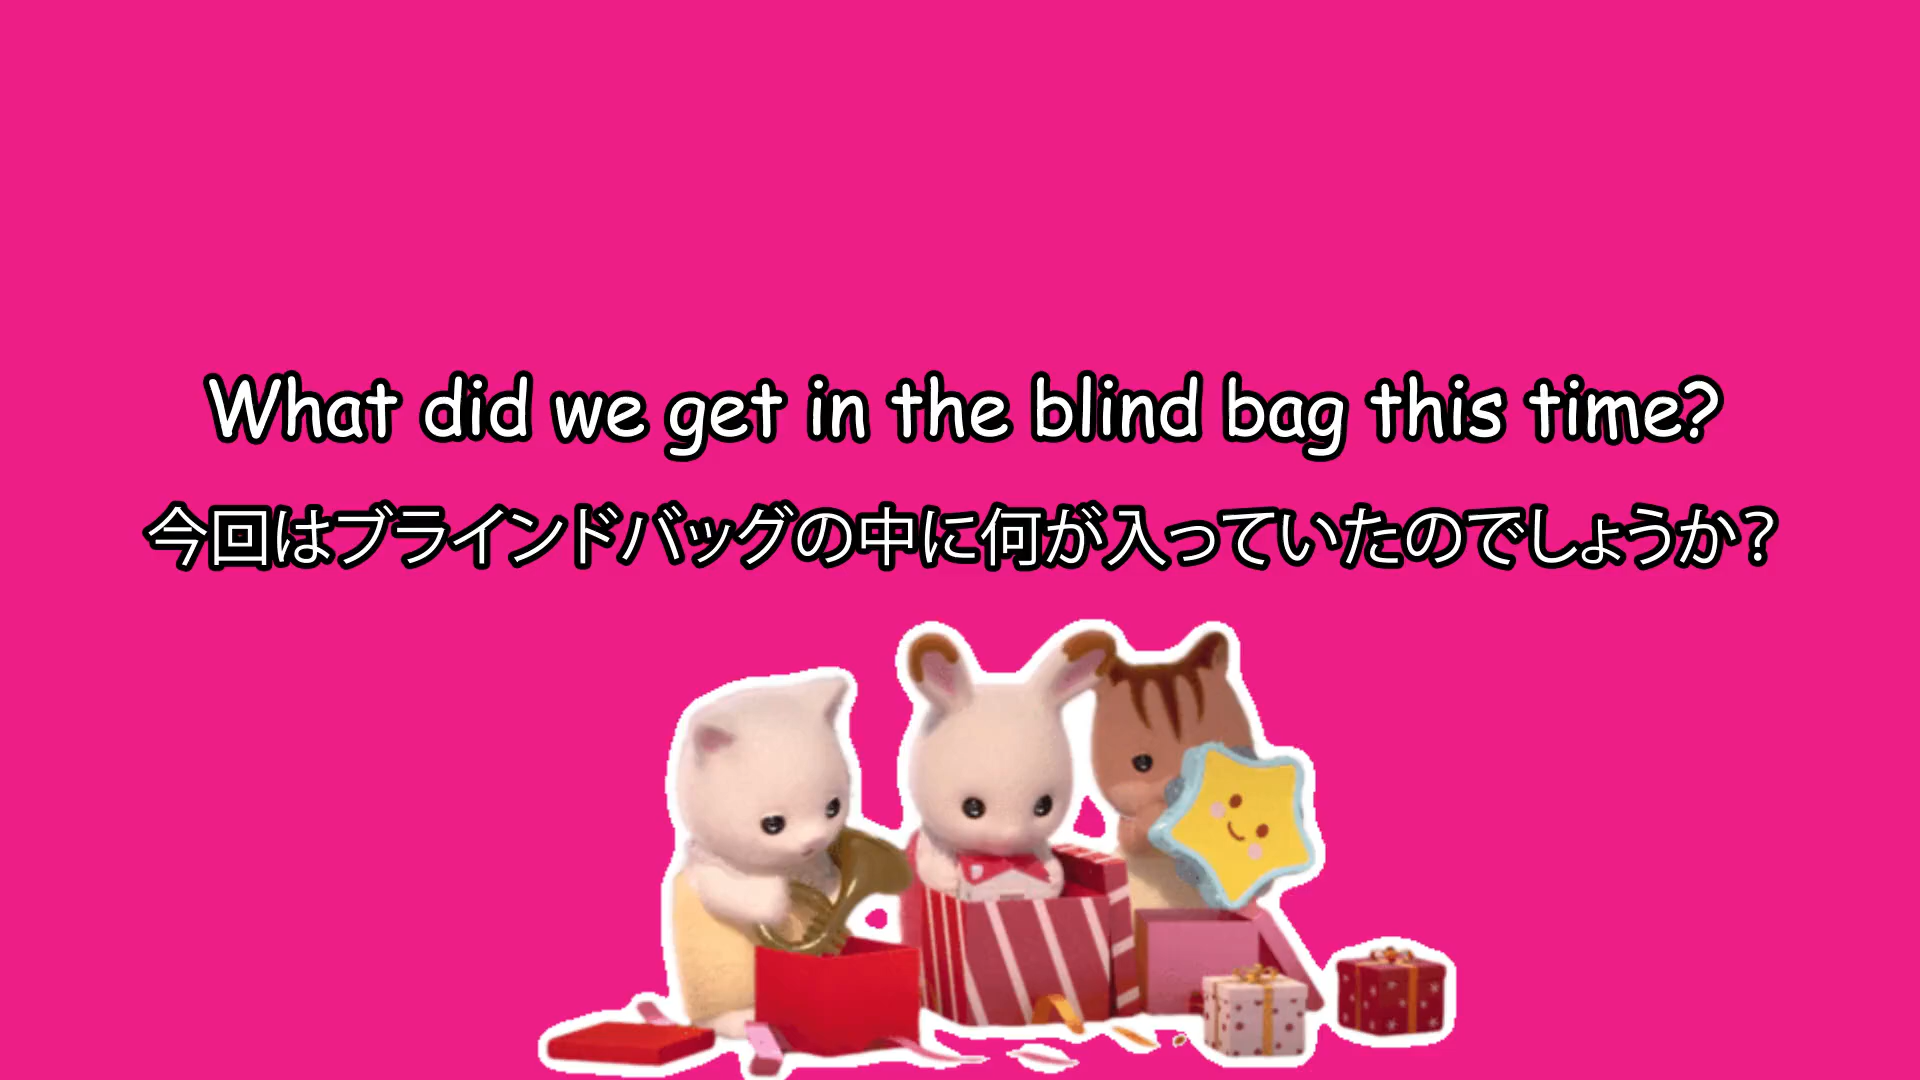 What did we get in the blind bag this time?
今回はブラインドバッグの中に何が入っていたのでしょうか？